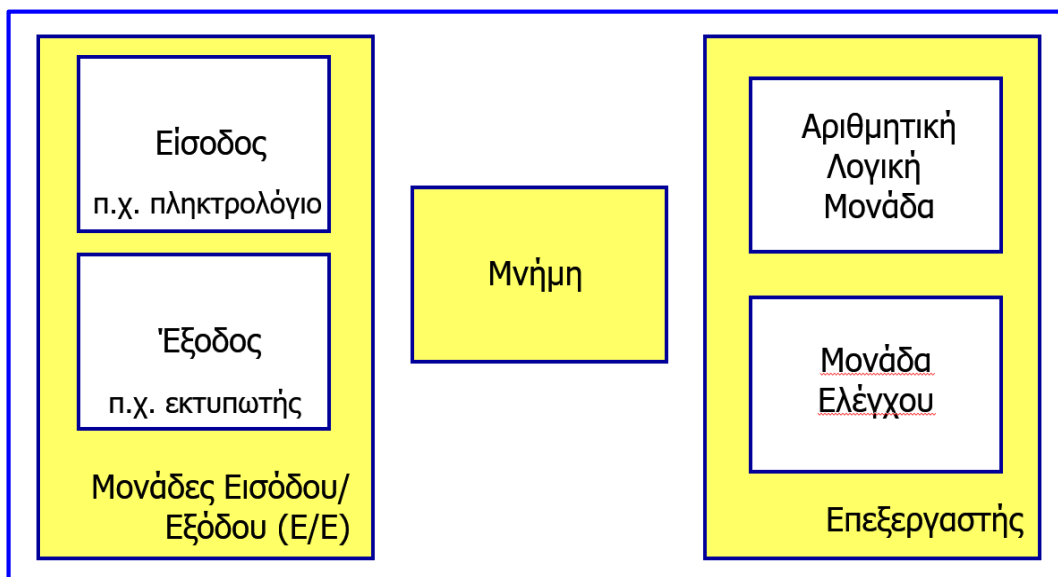 Είσοδος
π.χ. πληκτρολόγιο
Έξοδος
π.χ. εκτυπωτής
Μονάδες Εισόδου/
Εξόδου (Ε/Ε)
Μνήμη
Αριθμητική
Λογική
Μονάδα
Μονάδα
Ελέγχου
Επεξεργαστής